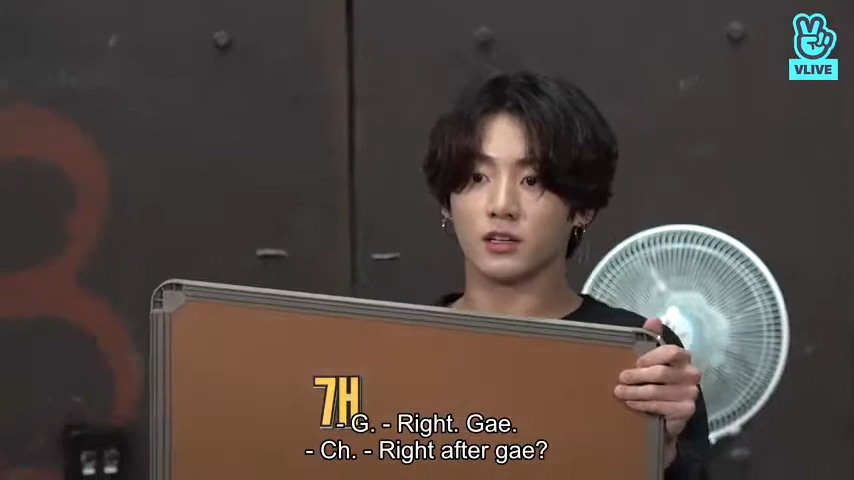 VLIVE
개
- G. - Right. Gae.
- Ch. - Right after gae?